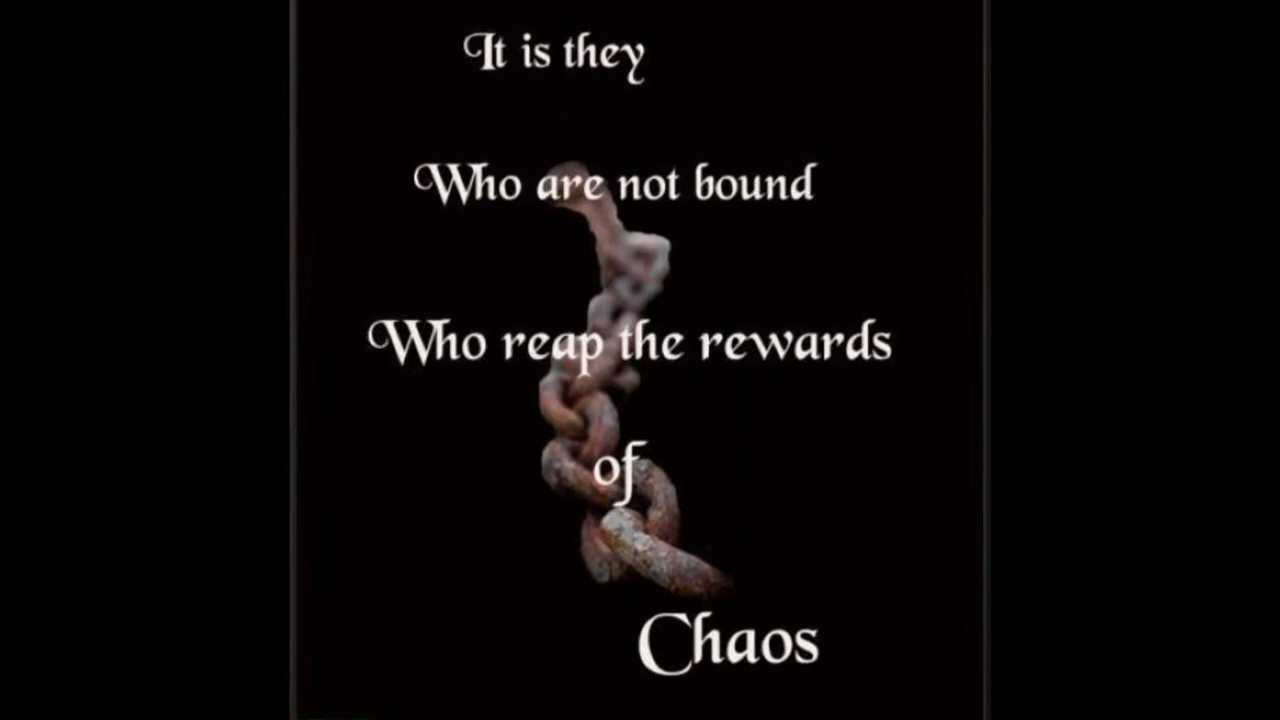 It is they
Who are not bound
Who reap the rewards
of
Chaos